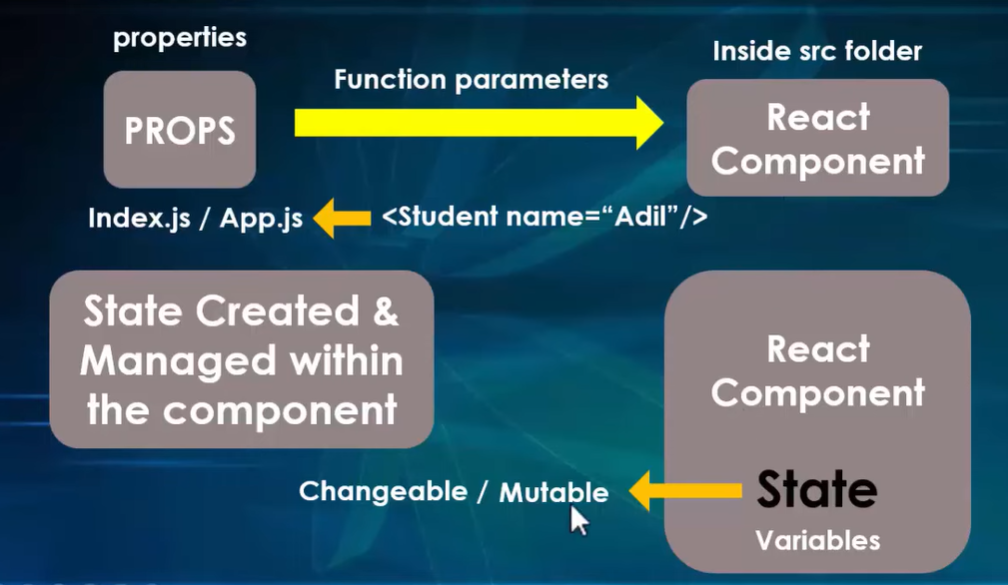 properties
PROPS
Function parameters
Inside src folder
React
Component
Index.js / App.js
<Student name=“Adil”/>
State Created &
Managed within
the component
React
Component
State
Variables
Changeable / Mutable